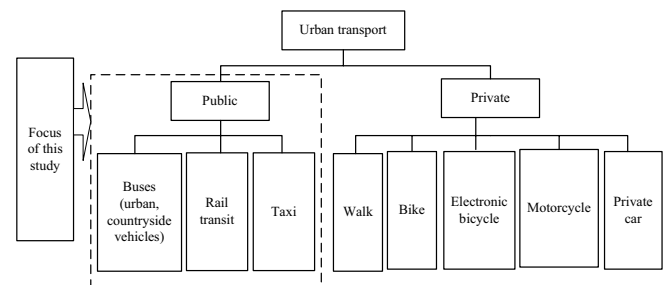 Urban transport
Focus
of this
study
Public
Private
Buses
(urban,
countryside
vehicles)
Rail
transit
Taxi
Walk
Bike
Electronic
bicycle
Motorcycle
Private
car